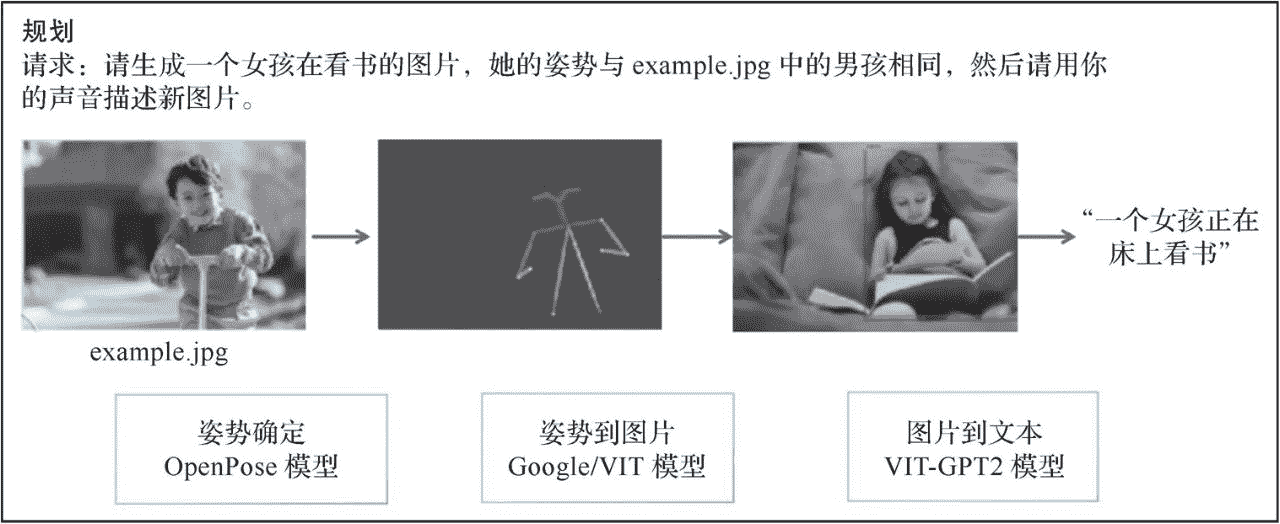 规划
请求：请生成一个女孩在看书的图片，她的姿势与 example.jpg 中的男孩相同，然后请用你
的声音描述新图片。
“一个女孩正在
床上看书”
example.jpg
姿势确定
OpenPose 模型
姿势到图片
Google/VIT 模型
图片到文本
VIT-GPT2 模型